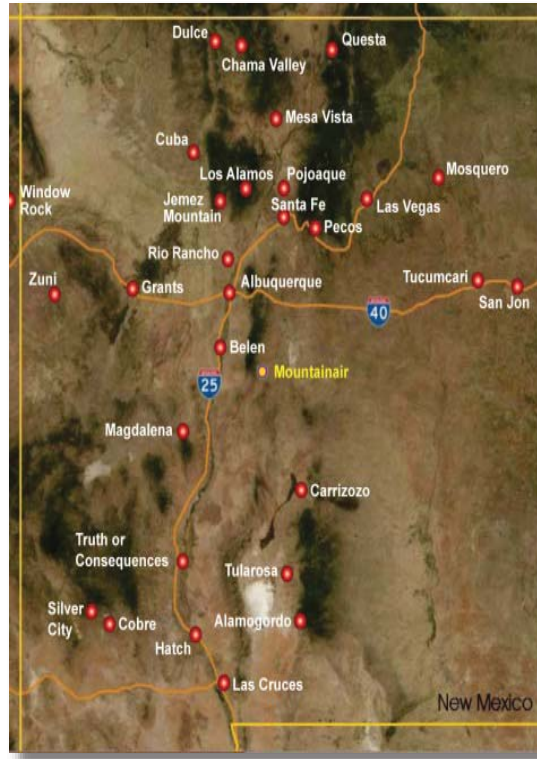 Dulce
Chama Valley
Questa
Mesa Vista
Cuba
Los Alamos
Pojoaque
Mosquero
Window
Rock
Jemez
Mountain
Santa Fe
Las Vegas
Pecos
Rio Rancho
Zuni
Grants
Albuquerque
Tucumcari
San Jon
40
Belen
Mountainair
25
Magdalena
Carrizozo
Truth or
Consequences
Tularosa
Silver
City
Cobre
Alamogordo
Hatch
Las Cruces
New Mexico